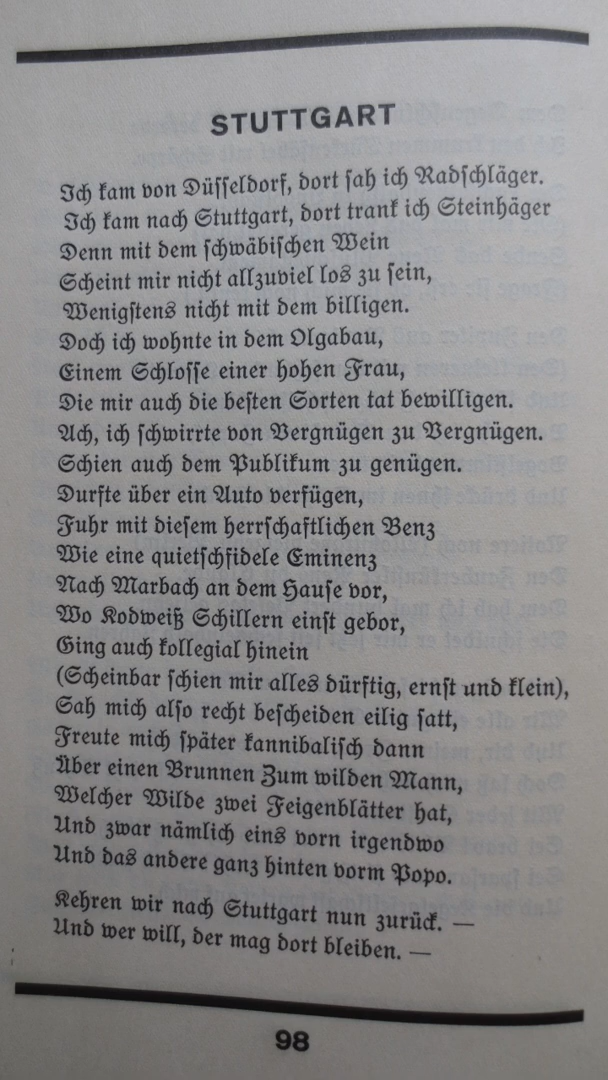 STUTTGART
Ich kam von Düsseldorf, dort sah ich Radschläger.
Ich kam nach Stuttgart, dort trank ich Steinhäger
Denn mit dem schwäbischen Wein
Scheint mir nicht allzuviel los zu sein,
Wenigstens nicht mit dem billigen.
Doch ich wohnte in dem Olgabau,
Einem Schlosse einer hohen Frau,
Die mir auch die besten Sorten tat bewilligen.
Ach, ich schwirrte von Vergnügen zu Vergnügen.
Schien auch dem Publikum zu genügen.
Durfte über ein Auto verfügen,
Fuhr mit diesem herrschaftlichen Benz
Wie eine quietschfidele Eminenz
Nach Marbach an dem Hause vor,
Wo Kodweiß Schillern einst gebor,
Ging auch kollegial hinein
(Scheinbar schien mir alles dürftig, ernst und klein),
Sah mich also recht bescheiden eilig satt,
Freute mich später kannibalisch dann
Über einen Brunnen Zum wilden Mann,
Welcher Wilde zwei Feigenblätter hat,
Und zwar nämlich eins vorn irgendwo
Und das andere ganz hinten vorm Popo.
Kehren wir nach Stuttgart nun zurück. —
Und wer will, der mag dort bleiben. —
98